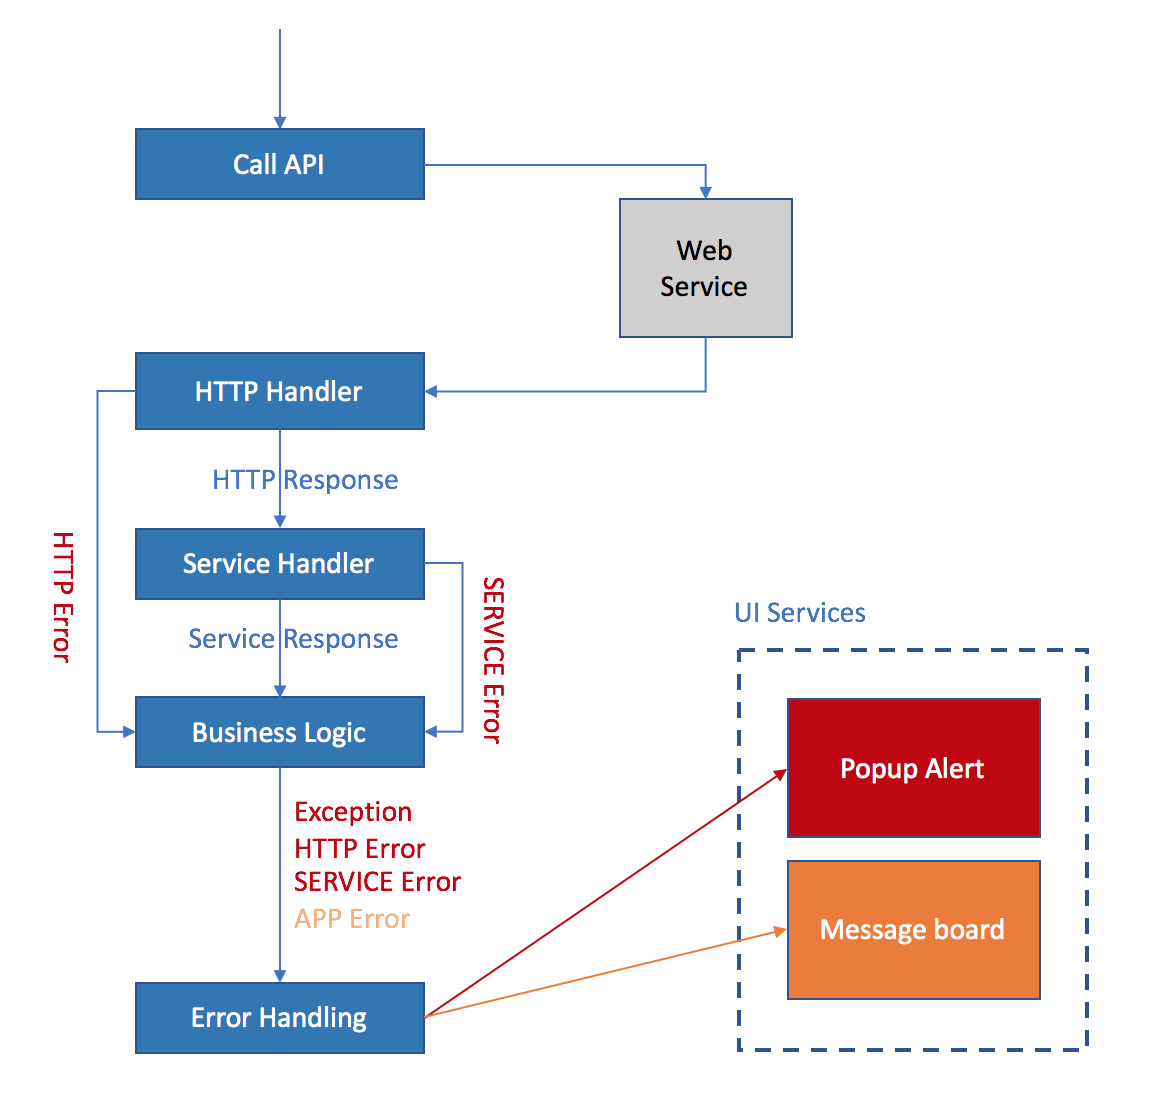 Call API
Web
Service
HTTP Handler
HTTP Response
HTTP Error
Service Handler
SERVICE Error
Service Response
Business Logic
Exception
HTTP Error
SERVICE Error
APP Error
Error Handling
UI Services
Popup Alert
Message board